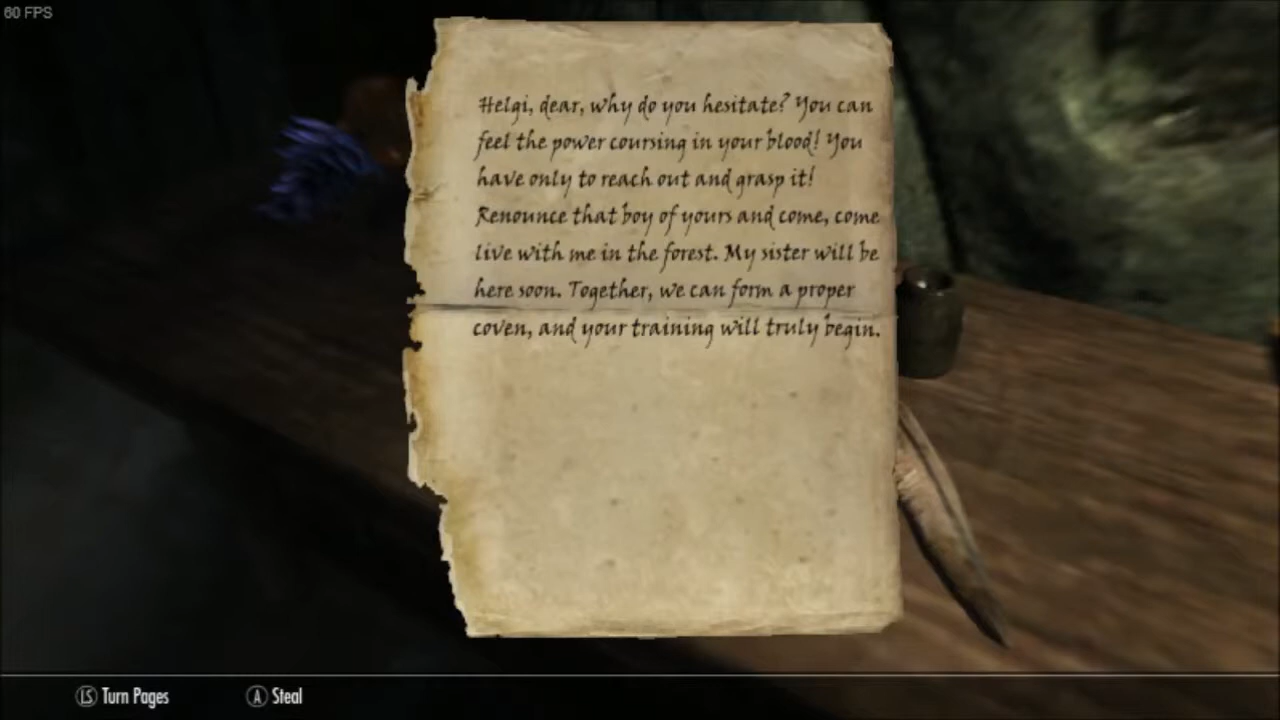 60 FPS
Helgi, dear, why do you hesitate? You can
feel the power coursing in your blood! You
have only to reach out and grasp it!
Renounce that boy of yours and come, come
live with me in the forest. My sister will be
here soon. Together, we can form a proper
coven, and your training will truly begin.
LS Turn Pages A Steal